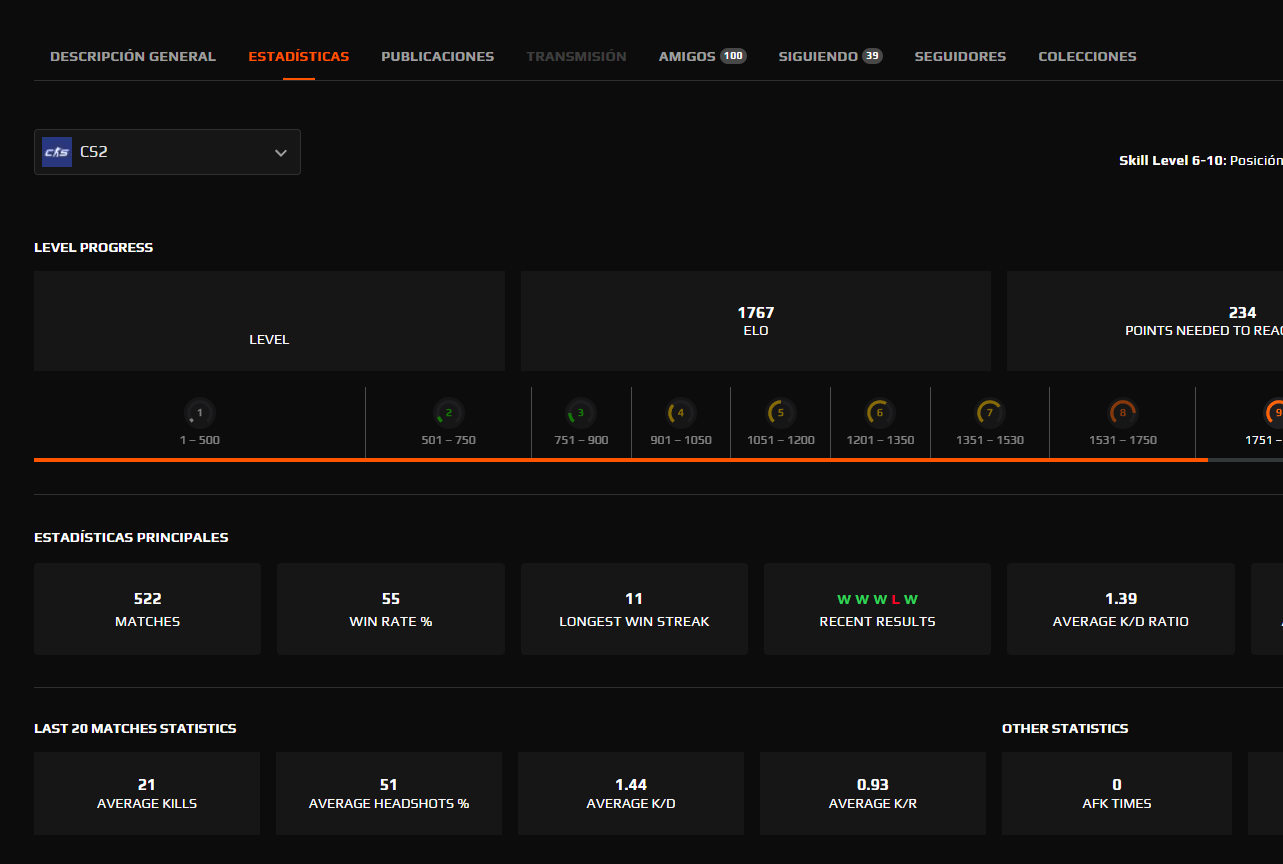 DESCRIPCIÓN GENERAL ESTADÍSTICAS PUBLICACIONES TRANSMISIÓN AMIGOS 100 SIGUIENDO 39 SEGUIDORES COLECCIONES
CS CS2
Skill Level 6-10: Posición
LEVEL PROGRESS
1767 234
LEVEL ELO POINTS NEEDED TO REAC
1 2 3 4 5 6 7 8 9
1 – 500 501 – 750 751 – 900 901 – 1050 1051 – 1200 1201 – 1350 1351 – 1530 1531 – 1750 1751 –
ESTADÍSTICAS PRINCIPALES
522 55 11 W W W L W 1.39
MATCHES WIN RATE % LONGEST WIN STREAK RECENT RESULTS AVERAGE K/D RATIO
LAST 20 MATCHES STATISTICS OTHER STATISTICS
21 51 1.44 0.93 0
AVERAGE KILLS AVERAGE HEADSHOTS % AVERAGE K/D AVERAGE K/R AFK TIMES